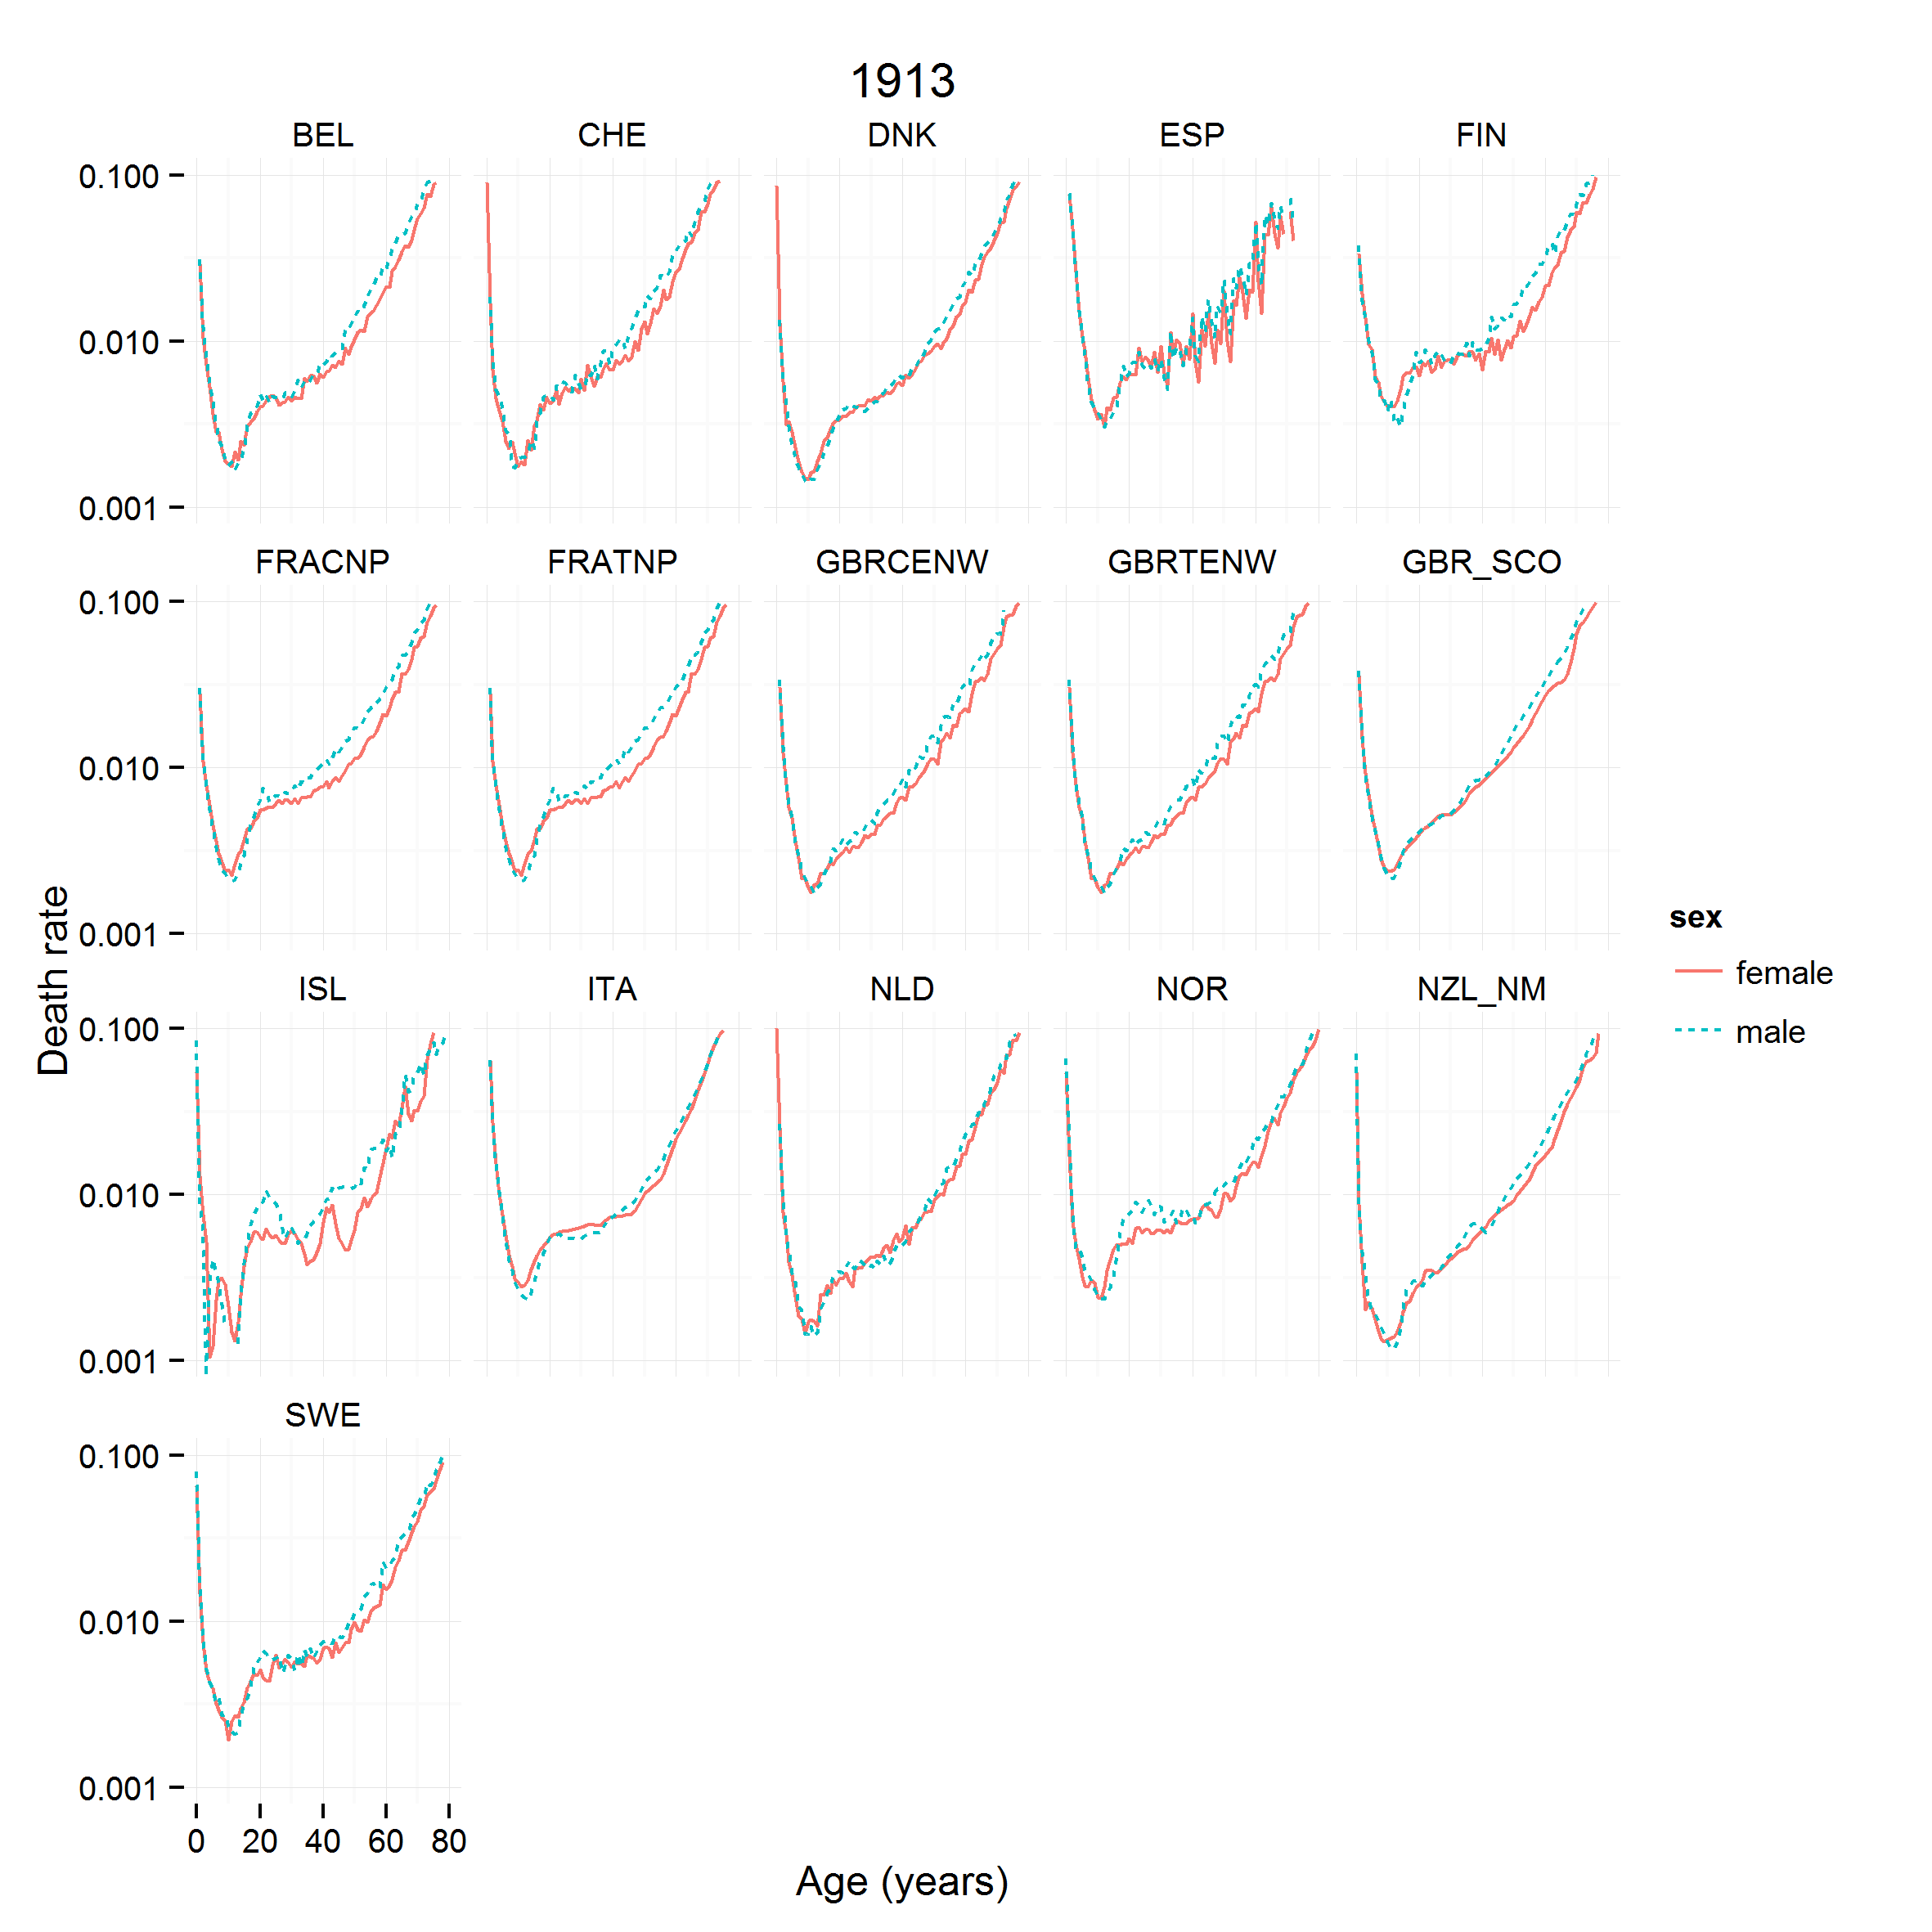 1913
BEL CHE DNK ESP FIN
0.100
0.010
0.001
FRACNP FRATNP GBRCENW GBRTENW GBR_SCO
0.100
0.010
0.001
ISL ITA NLD NOR NZL_NM
0.100
0.010
0.001
SWE
0.100
0.010
0.001
0 20 40 60 80
Age (years)
Death rate
sex
female
male